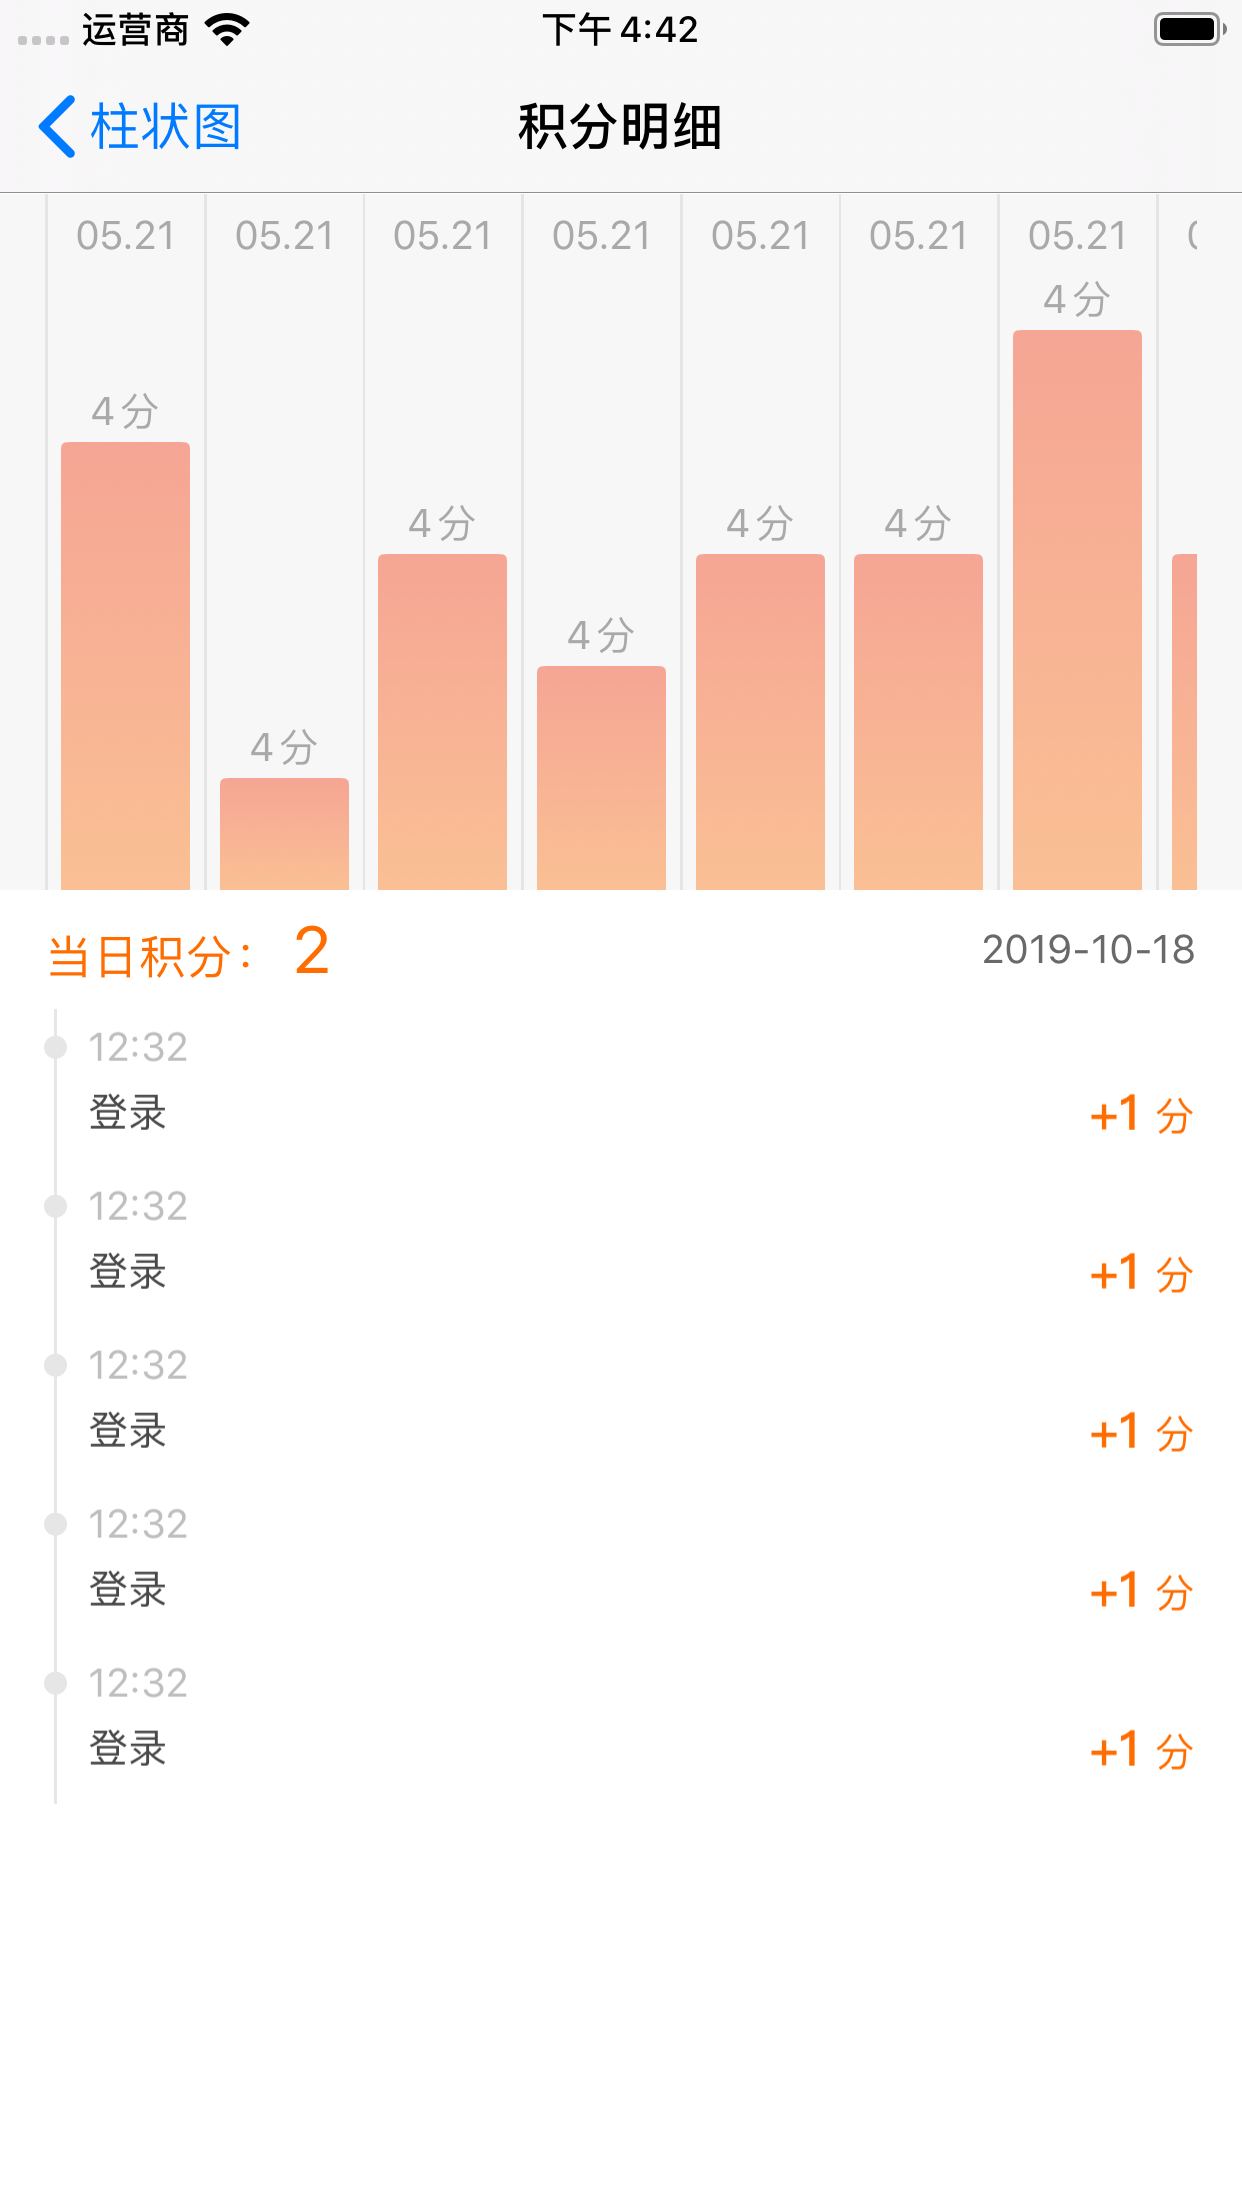 运营商 下午4:42
柱状图 积分明细
05.21 05.21 05.21 05.21 05.21 05.21 05.21
4分
4分
4分 4分 4分
4分
4分
当日积分： 2 2019-10-18
12:32
登录 +1 分
12:32
登录 +1 分
12:32
登录 +1 分
12:32
登录 +1 分
12:32
登录 +1 分